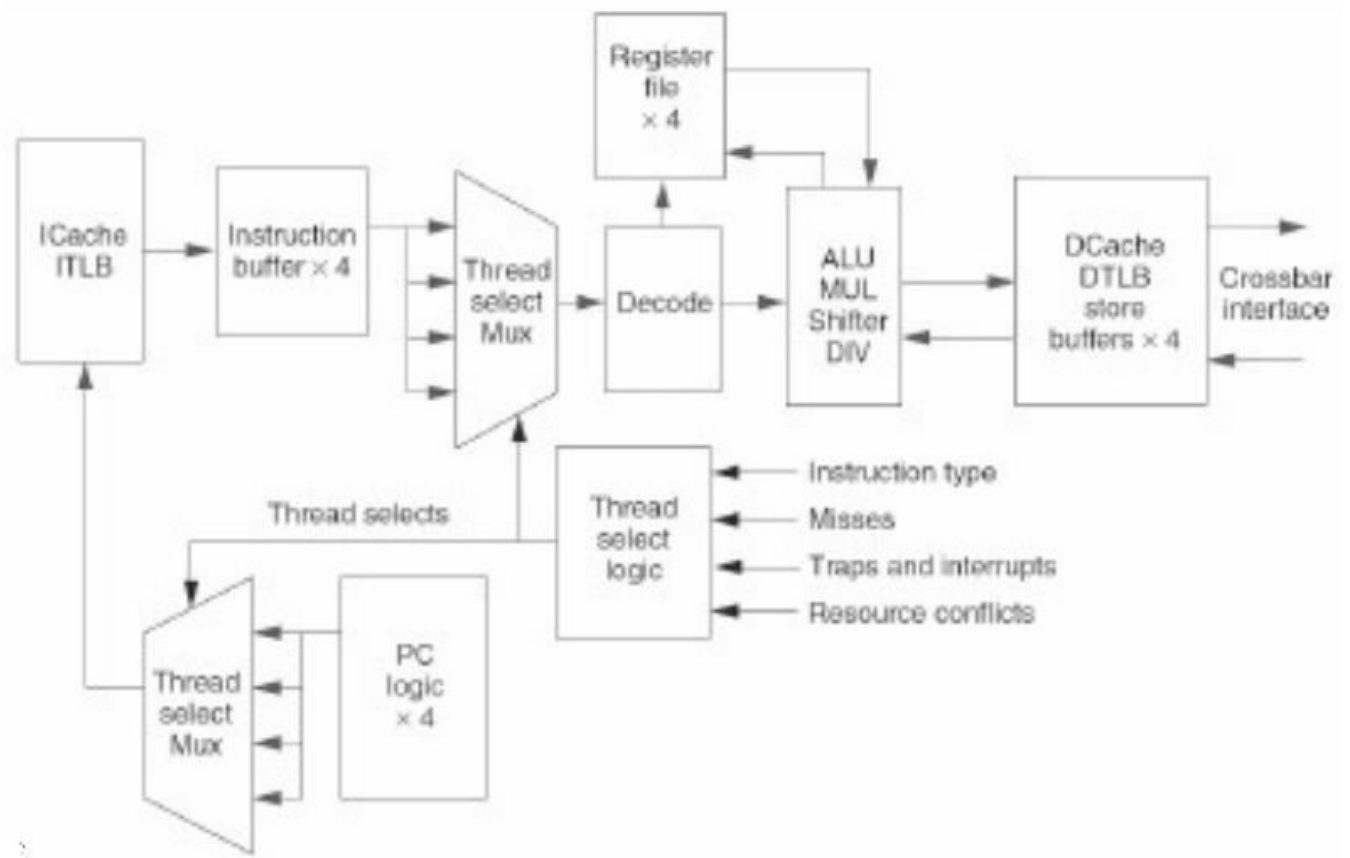 Register
file
× 4
ICache
ITLB
Instruction
buffer × 4
Thread
select
Mux
Decode
ALU
MUL
Shifter
DIV
DCache
DTLB
store
buffers × 4
Crossbar
interface
Thread selects
Thread
select
logic
Instruction type
Misses
Traps and interrupts
Resource conflicts
Thread
select
Mux
PC
logic
× 4